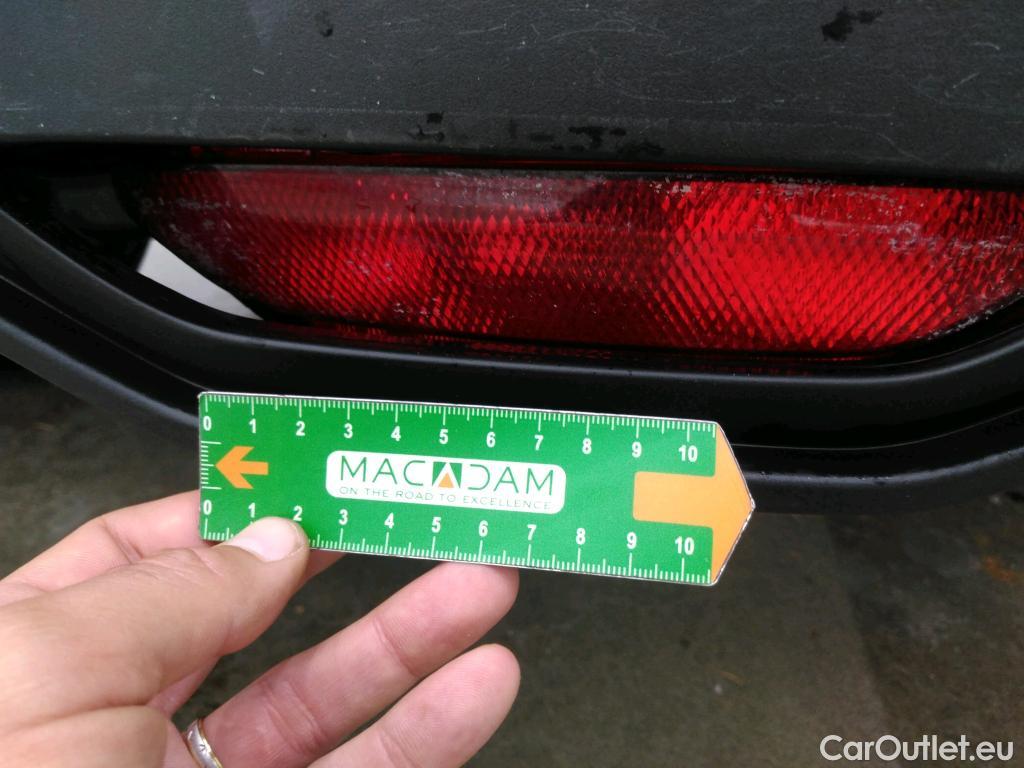 0 1 2 3 4 5 6 7 8 9 10
MACADAM
ON THE ROAD TO EXCELLENCE
0 1 2 3 4 5 6 7 8 9 10
CarOutlet.eu